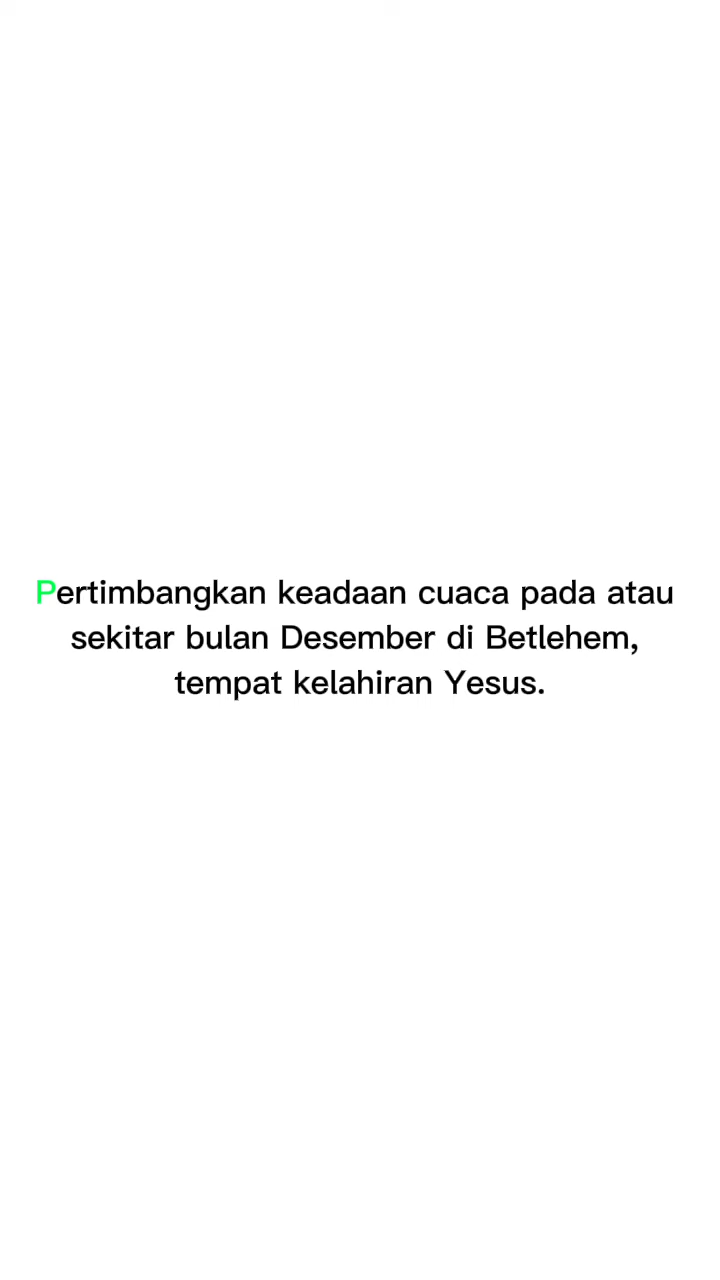 Pertimbangkan keadaan cuaca pada atau
sekitar bulan Desember di Betlehem,
tempat kelahiran Yesus.